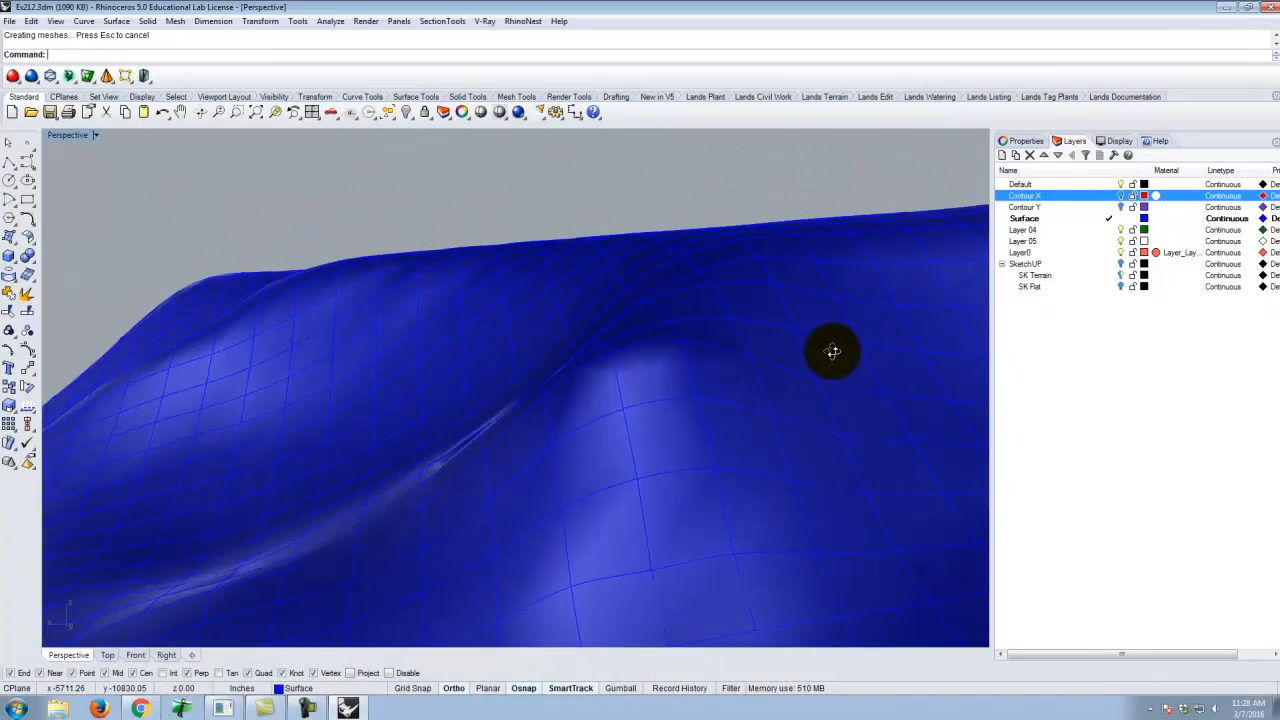 Ex212.3dm (1090 KB) - Rhinoceros 5.0 Educational Lab License - [Perspective]
File Edit View Curve Surface Solid Mesh Dimension Transform Tools Analyze Render Panels SectionTools V-Ray RhinoNest Help
Creating meshes... Press Esc to cancel
Command:
Standard CPlanes Set View Display Select Viewport Layout Visibility Transform Curve Tools Surface Tools Solid Tools Mesh Tools Render Tools Drafting New in V5 Lands Plant Lands Civil Work Lands Terrain Lands Edit Lands Watering Lands Listing Lands Tag Plants Lands Documentation
Perspective
Properties Layers Display Help
Name Material Linetype
Default Continuous
Contour X Continuous
Contour Y Continuous
Surface Continuous
Layer 04 Continuous
Layer 05 Continuous
Layer0 Layer_Lay... Continuous
SketchUP Continuous
SK Terrain Continuous
SK Flat Continuous
z
x y
Perspective Top Front Right
End Near Point Mid Cen Int Perp Tan Quad Knot Vertex Project Disable
CPlane x -5711.26 y -10830.05 z 0.00 Inches Surface Grid Snap Ortho Planar Osnap SmartTrack Gumball Record History Filter Memory use: 510 MB
11:28 AM
3/7/2016